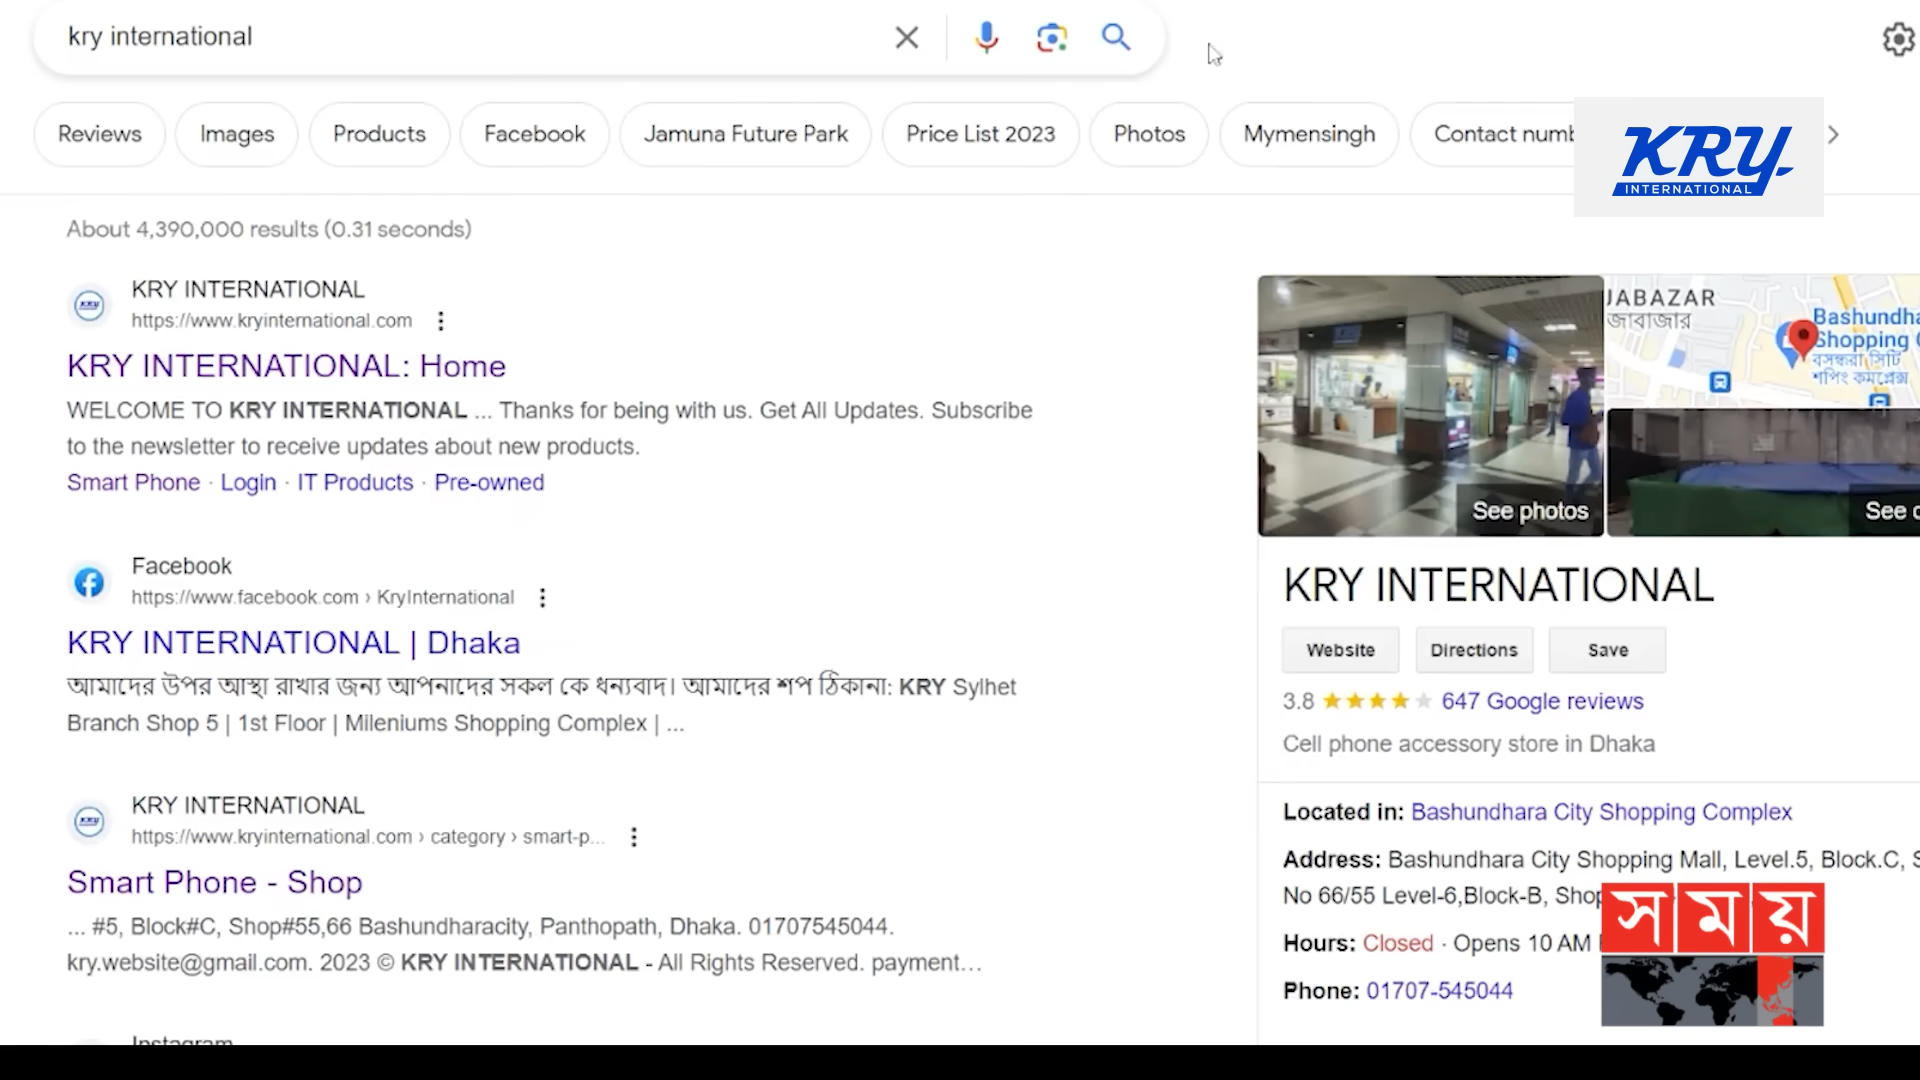 kry international
Reviews
Images
Products
Facebook
Jamuna Future Park
Price List 2023
Photos
Mymensingh
Contact numb
KRY
INTERNATIONAL
About 4,390,000 results (0.31 seconds)
KRY INTERNATIONAL
https://www.kryinternational.com
KRY INTERNATIONAL: Home
WELCOME TO KRY INTERNATIONAL ... Thanks for being with us. Get All Updates. Subscribe
to the newsletter to receive updates about new products.
Smart Phone · Login · IT Products · Pre-owned
Facebook
https://www.facebook.com › KryInternational
KRY INTERNATIONAL | Dhaka
আমাদের উপর আস্থা রাখার জন্য আপনাদের সকল কে ধন্যবাদ। আমাদের শপ ঠিকানা: KRY Sylhet
Branch Shop 5 | 1st Floor | Mileniums Shopping Complex | ...
KRY INTERNATIONAL
https://www.kryinternational.com › category › smart-p...
Smart Phone - Shop
... #5, Block#C, Shop#55,66 Bashundharacity, Panthopath, Dhaka. 01707545044.
kry.website@gmail.com. 2023 © KRY INTERNATIONAL - All Rights Reserved. payment...
Instagram
JABAZAR
জাবাজার
Bashundha
Shopping C
বসুন্ধরা সিটি
শপিং কমপ্লেক্স
See photos
See o
KRY INTERNATIONAL
Website
Directions
Save
3.8
647 Google reviews
Cell phone accessory store in Dhaka
Located in: Bashundhara City Shopping Complex
Address: Bashundhara City Shopping Mall, Level.5, Block.C, S
No 66/55 Level-6,Block-B, Shop
Hours: Closed · Opens 10 AM
Phone: 01707-545044
সময়